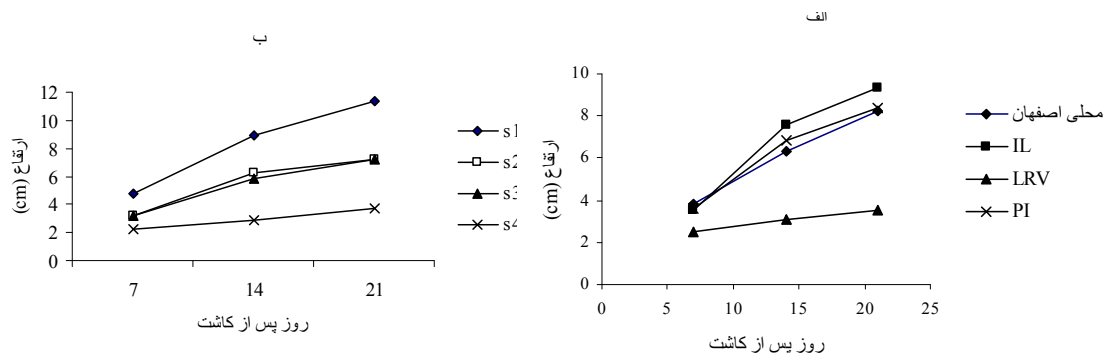 الف
10
8
6
4
2
0
0 5 10 15 20 25
ارتفاع (cm)
روز پس از کاشت
محلی اصفهان
IL
LRV
PI
ب
12
10
8
6
4
2
0
7 14 21
ارتفاع (cm)
روز پس از کاشت
s1
s2
s3
s4